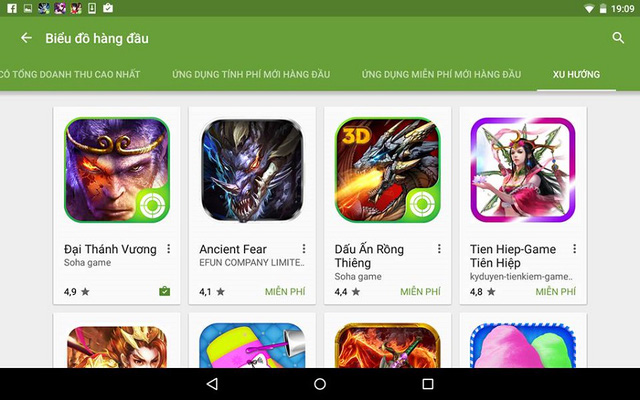 19:09
Biểu đồ hàng đầu
CÓ TỔNG DOANH THU CAO NHẤT
ỨNG DỤNG TÍNH PHÍ MỚI HÀNG ĐẦU
ỨNG DỤNG MIỄN PHÍ MỚI HÀNG ĐẦU
XU HƯỚNG
3D
Đại Thánh Vương
Soha game
4,9
Ancient Fear
EFUN COMPANY LIMITE..
4,1
MIỄN PHÍ
Dấu Ấn Rồng
Thiêng
Soha game
4,4
MIỄN PHÍ
Tien Hiep-Game
Tiên Hiệp
kyduyen-tienkiem-game..
4,8
MIỄN PHÍ